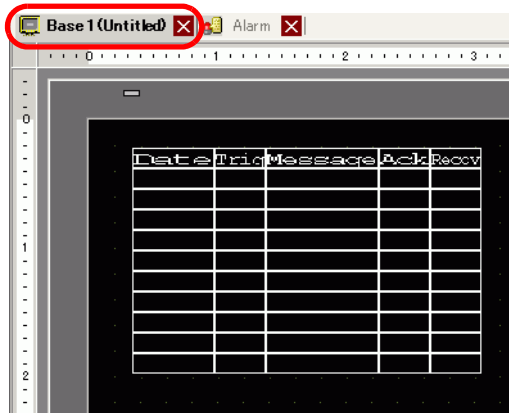 Base 1 (Untitled) Alarm
0 1 2 3
0
Date Trig Message Ack Recov
1
2